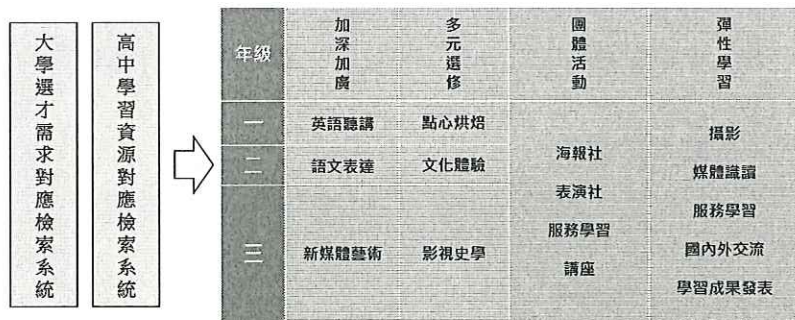 大學選才需求對應檢索系統
高中學習資源對應檢索系統
年級
加深加廣
多元選修
團體活動
彈性學習
一
英語聽講
點心烘焙
二
語文表達
文化體驗
三
新媒體藝術
影視史學
海報社
表演社
服務學習
講座
攝影
媒體識讀
服務學習
國內外交流
學習成果發表